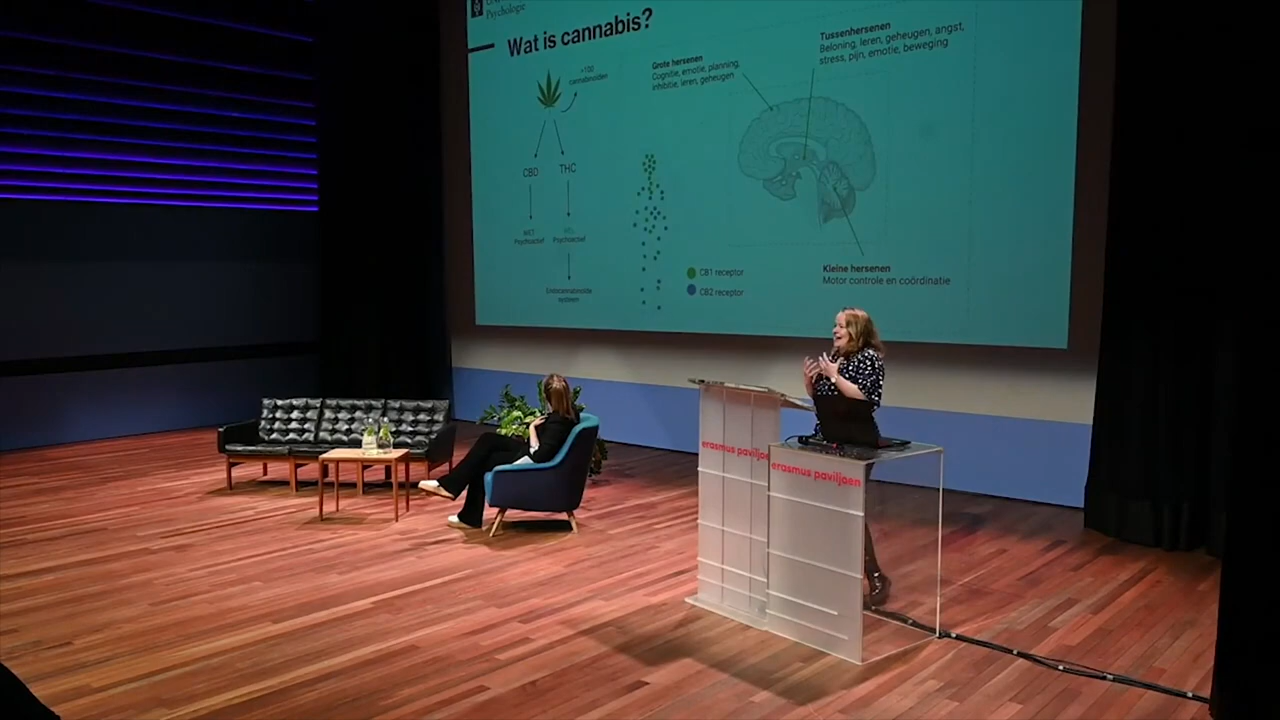 Psychologie
Wat is cannabis?
>100
cannabinoïden
CBD
THC
NIET
Psychoactief
WEL
Psychoactief
Endocannabinoïde
systeem
Grote hersenen
Cognitie, emotie, planning,
inhibitie, leren, geheugen
Tussenhersenen
Beloning, leren, geheugen, angst,
stress, pijn, emotie, beweging
CB1 receptor
CB2 receptor
Kleine hersenen
Motor controle en coördinatie
erasmus paviljoen
erasmus paviljoen